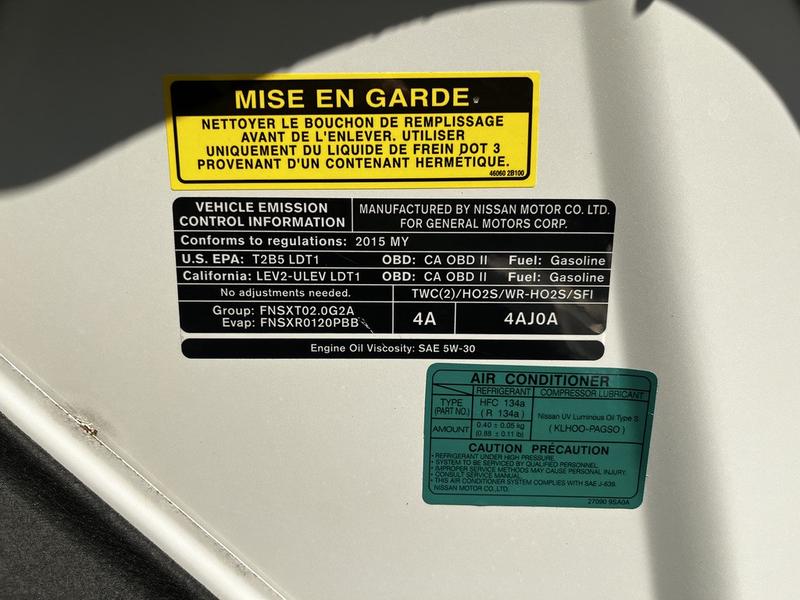 MISE EN GARDE
NETTOYER LE BOUCHON DE REMPLISSAGE
AVANT DE L'ENLEVER. UTILISER
UNIQUEMENT DU LIQUIDE DE FREIN DOT 3
PROVENANT D'UN CONTENANT HERMÉTIQUE.
46060 2B100
VEHICLE EMISSION
CONTROL INFORMATION
MANUFACTURED BY NISSAN MOTOR CO. LTD.
FOR GENERAL MOTORS CORP.
Conforms to regulations: 2015 MY
U.S. EPA: T2B5 LDT1 OBD: CA OBD II Fuel: Gasoline
California: LEV2-ULEV LDT1 OBD: CA OBD II Fuel: Gasoline
No adjustments needed. TWC(2)/HO2S/WR-HO2S/SFI
Group: FNSXT02.0G2A
Evap: FNSXR0120PBB
4A 4AJ0A
Engine Oil Viscosity: SAE 5W-30
AIR CONDITIONER
REFRIGERANT COMPRESSOR LUBRICANT
TYPE
(PART NO.)
HFC 134a
(R 134a)
Nissan UV Luminous Oil Type S
(KLHOO-PAGSO)
AMOUNT
0.40 ± 0.05 kg
(0.88 ± 0.11 lb)
CAUTION PRÉCAUTION
• REFRIGERANT UNDER HIGH PRESSURE.
• SYSTEM TO BE SERVICED BY QUALIFIED PERSONNEL.
• IMPROPER SERVICE METHODS MAY CAUSE PERSONAL INJURY.
• CONSULT SERVICE MANUAL.
• THIS AIR CONDITIONER SYSTEM COMPLIES WITH SAE J-639.
NISSAN MOTOR CO.,LTD.
27090 9SA0A